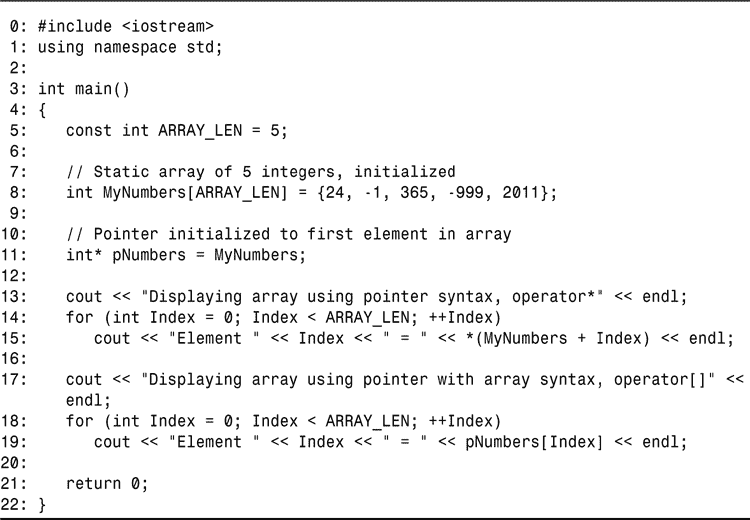 0: #include <iostream>
1: using namespace std;
2:
3: int main()
4: {
5:    const int ARRAY_LEN = 5;
6:
7:    // Static array of 5 integers, initialized
8:    int MyNumbers[ARRAY_LEN] = {24, -1, 365, -999, 2011};
9:
10:    // Pointer initialized to first element in array
11:    int* pNumbers = MyNumbers;
12:
13:    cout << "Displaying array using pointer syntax, operator*" << endl;
14:    for (int Index = 0; Index < ARRAY_LEN; ++Index)
15:       cout << "Element " << Index << " = " << *(MyNumbers + Index) << endl;
16:
17:    cout << "Displaying array using pointer with array syntax, operator[]" <<
endl;
18:    for (int Index = 0; Index < ARRAY_LEN; ++Index)
19:       cout << "Element " << Index << " = " << pNumbers[Index] << endl;
20:
21:    return 0;
22: }